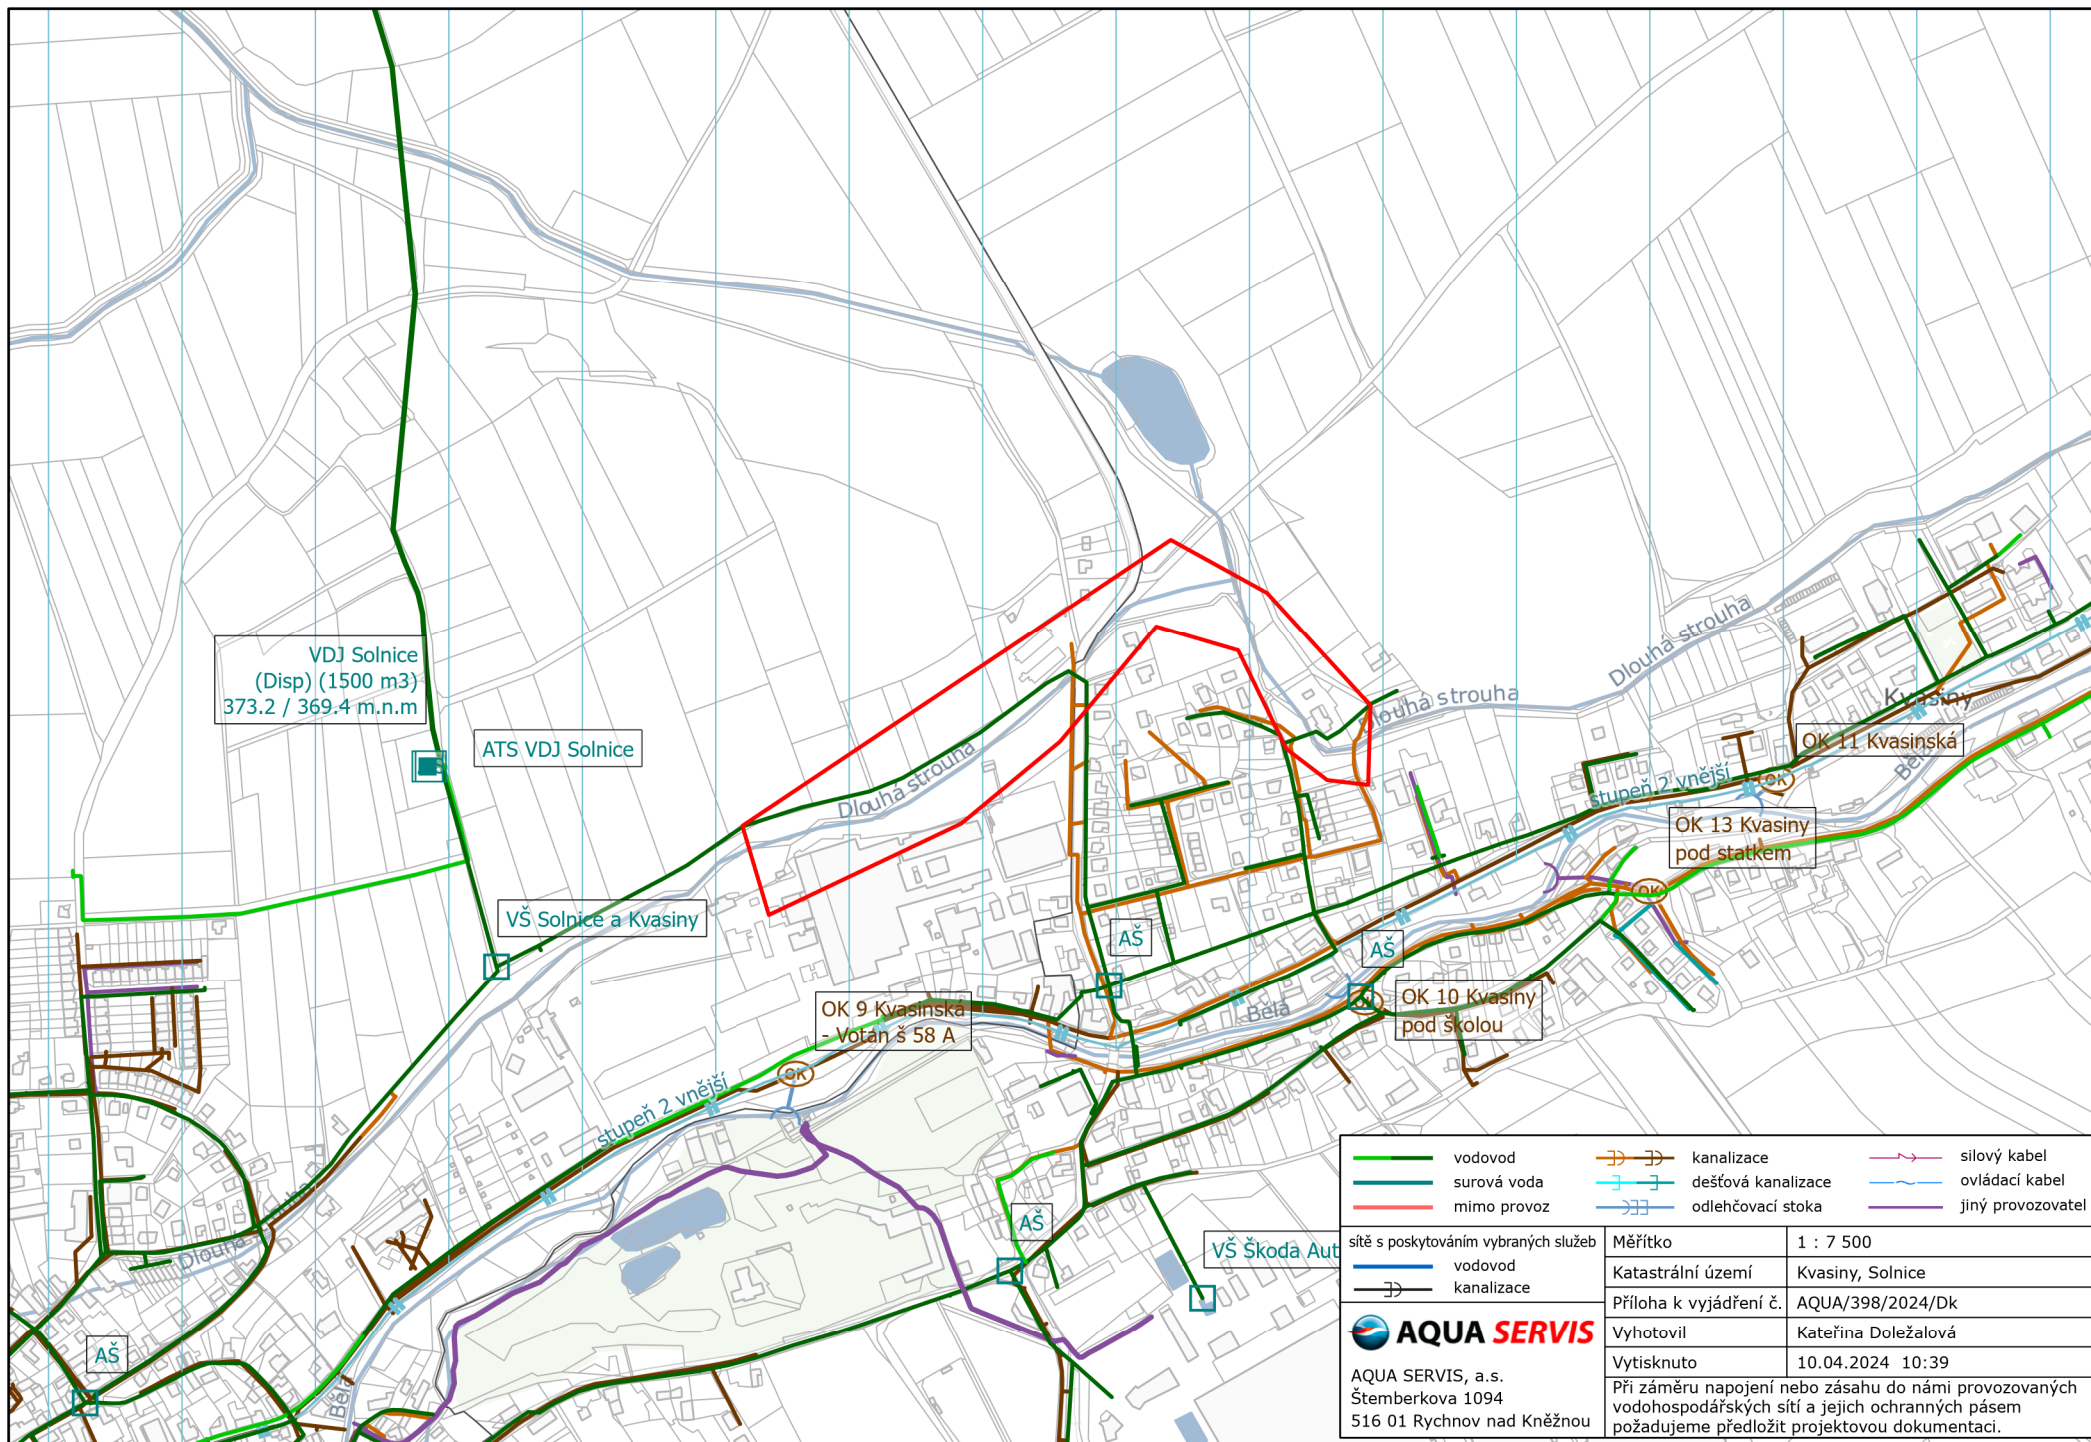 VDJ Solnice
(Disp) (1500 m3)
373.2 / 369.4 m.n.m
ATS VDJ Solnice
VŠ Solnice a Kvasiny
Dlouhá strouha
Dlouhá strouha
Dlouhá strouha
Kvasiny
OK 11 Kvasinská
Bělá
stupeň 2 vnější
OK
OK 13 Kvasiny
pod statkem
OK
AŠ
AŠ
OK 9 Kvasinská
- Votan š 58 A
OK 10 Kvasiny
pod školou
Bělá
OK
stupeň 2 vnější
Dlouhá
AŠ
VŠ Škoda Aut
AŠ
Bělá
vodovod
surová voda
mimo provoz
kanalizace
dešťová kanalizace
odlehčovací stoka
silový kabel
ovládací kabel
jiný provozovatel
sítě s poskytováním vybraných služeb
vodovod
kanalizace
AQUA SERVIS
AQUA SERVIS, a.s.
Štemberkova 1094
516 01 Rychnov nad Kněžnou
Měřítko 1 : 7 500
Katastrální území Kvasiny, Solnice
Příloha k vyjádření č. AQUA/398/2024/Dk
Vyhotovil Kateřina Doležalová
Vytisknuto 10.04.2024 10:39
Při záměru napojení nebo zásahu do námi provozovaných
vodohospodářských sítí a jejich ochranných pásem
požadujeme předložit projektovou dokumentaci.